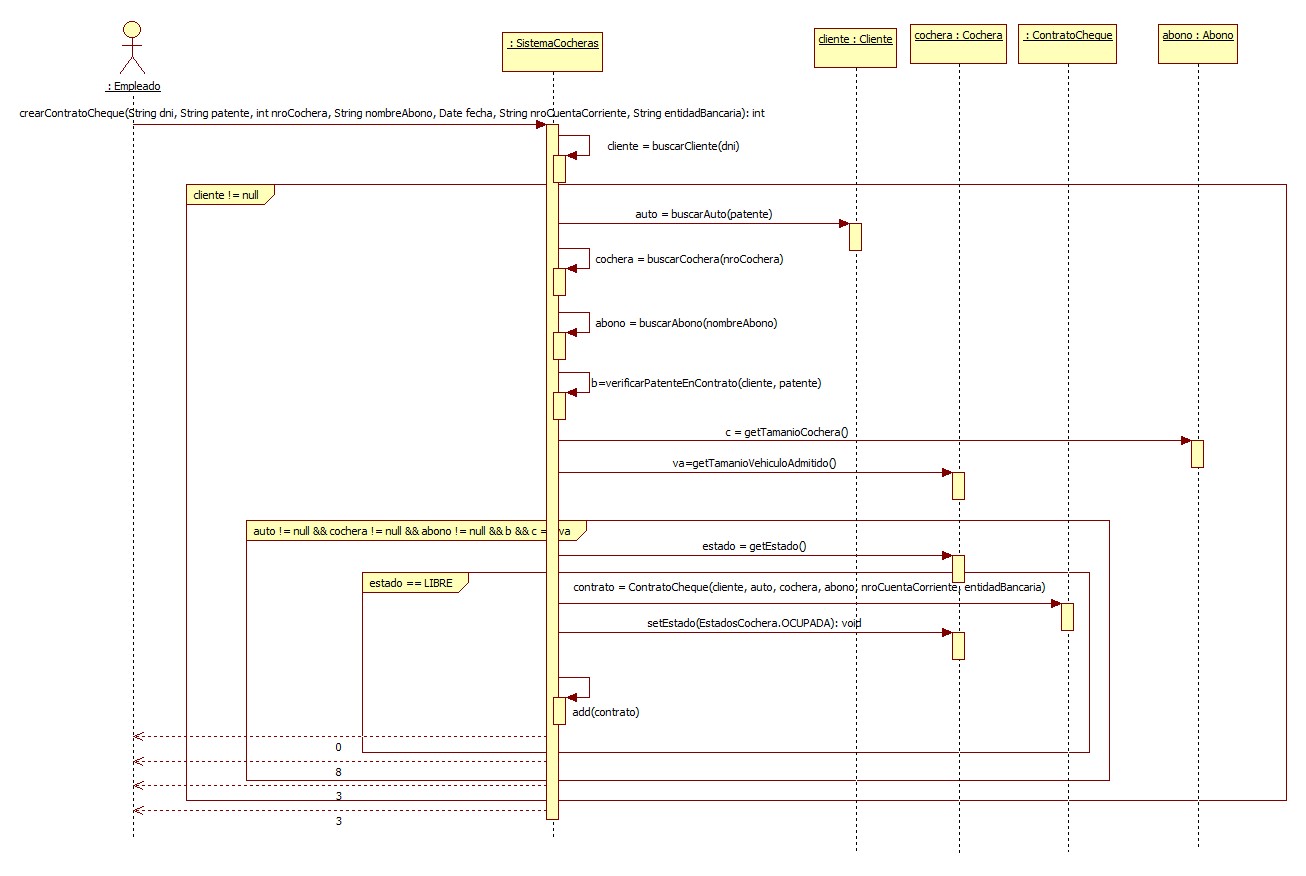 : SistemaCocheras
cliente : Cliente
cochera : Cochera
: ContratoCheque
abono : Abono
: Empleado
crearContratoCheque(String dni, String patente, int nroCochera, String nombreAbono, Date fecha, String nroCuentaCorriente, String entidadBancaria): int
cliente = buscarCliente(dni)
cliente != null
auto = buscarAuto(patente)
cochera = buscarCochera(nroCochera)
abono = buscarAbono(nombreAbono)
b=verificarPatenteEnContrato(cliente, patente)
c = getTamanioCochera()
va=getTamanioVehiculoAdmitido()
auto != null && cochera != null && abono != null && b && c == va
estado = getEstado()
estado == LIBRE
contrato = ContratoCheque(cliente, auto, cochera, abono, nroCuentaCorriente, entidadBancaria)
setEstado(EstadosCochera.OCUPADA): void
add(contrato)
0
8
3
3